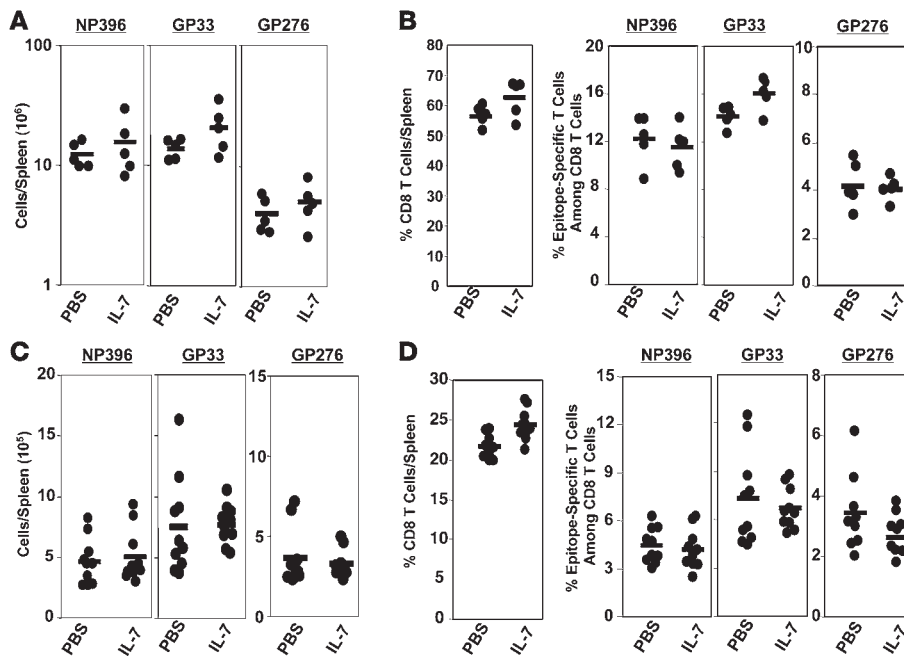 A
NP396 GP33 GP276
Cells/Spleen (10⁶)
100
10
1
PBS IL-7 PBS IL-7 PBS IL-7
B
% CD8 T Cells/Spleen
80
70
60
50
40
30
20
10
0
PBS IL-7
NP396 GP33 GP276
% Epitope-Specific T Cells
Among CD8 T Cells
20
16
12
8
4
0
10
8
6
4
2
0
PBS IL-7 PBS IL-7 PBS IL-7
C
NP396 GP33 GP276
Cells/Spleen (10⁵)
20
15
10
5
0
15
10
5
0
PBS IL-7 PBS IL-7 PBS IL-7
D
% CD8 T Cells/Spleen
30
25
20
15
10
5
0
PBS IL-7
NP396 GP33 GP276
% Epitope-Specific T Cells
Among CD8 T Cells
15
12
9
6
3
0
8
6
4
2
0
PBS IL-7 PBS IL-7 PBS IL-7